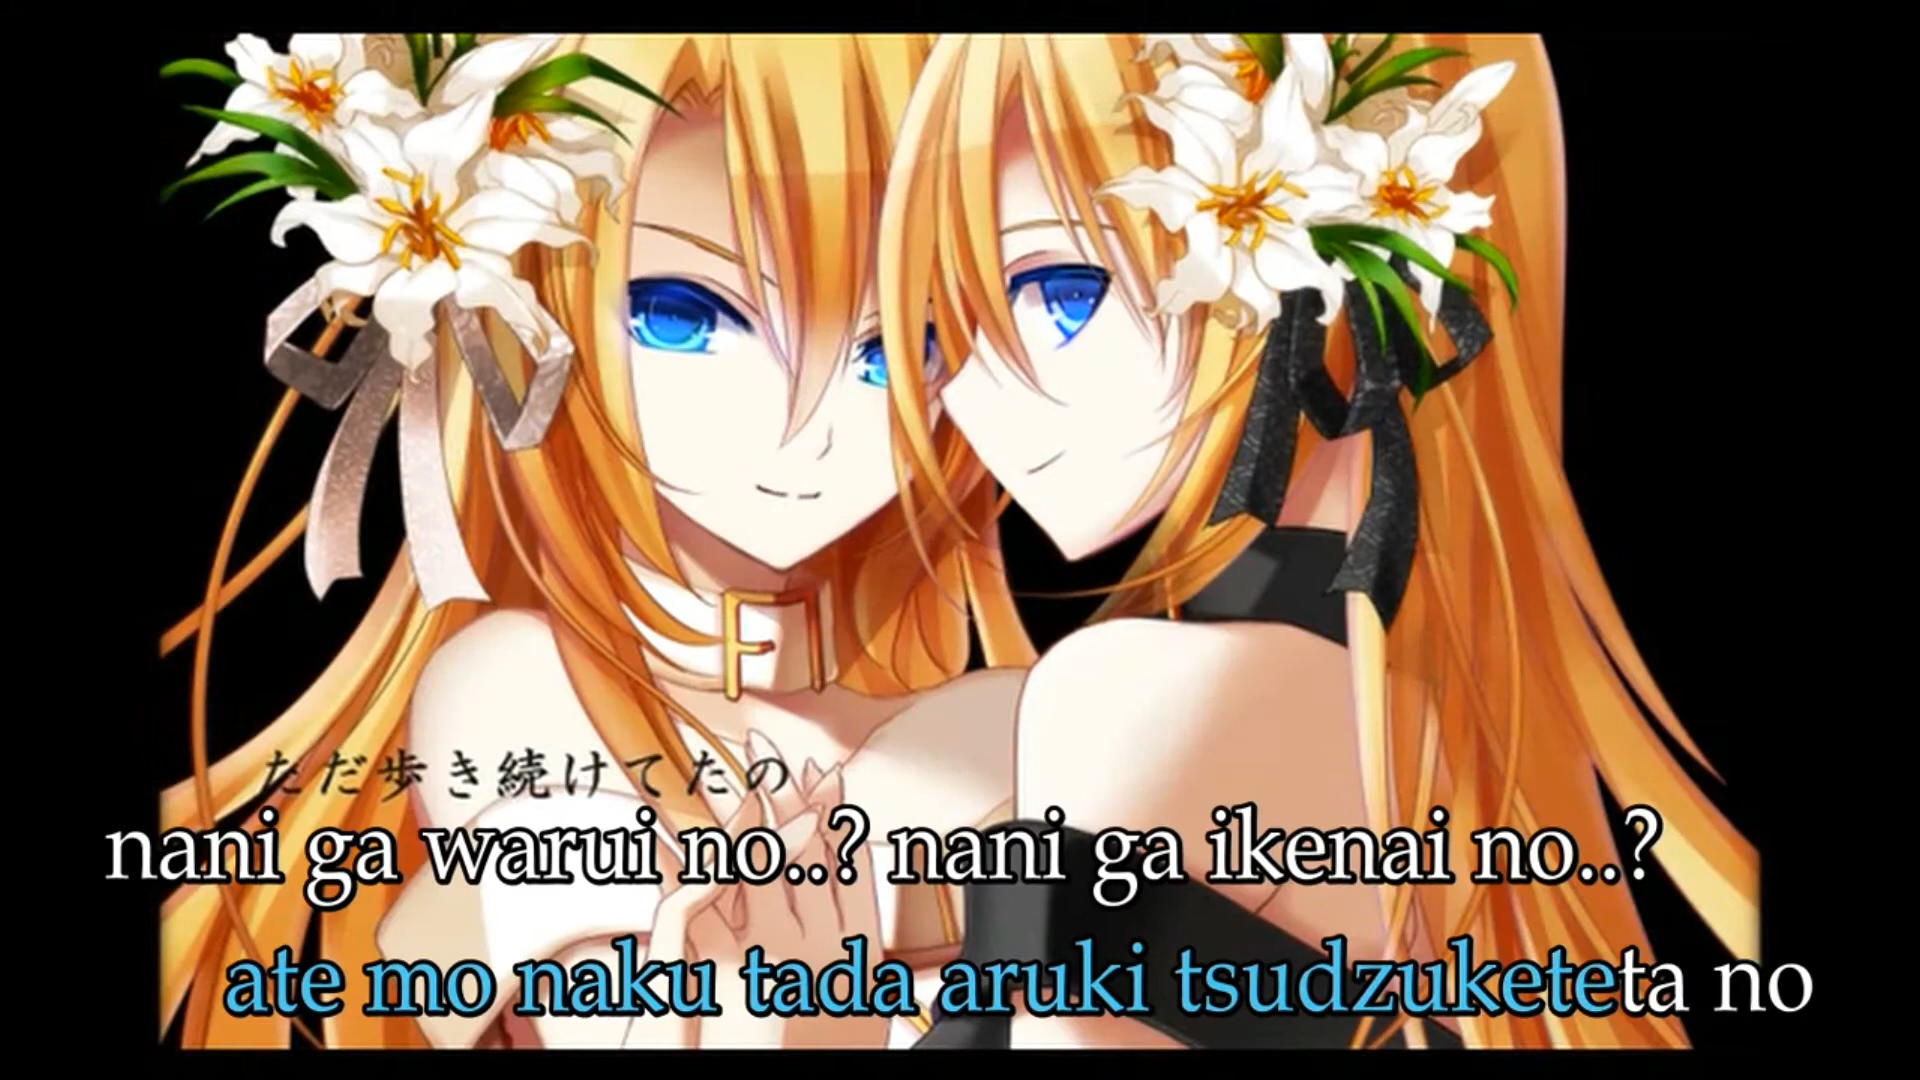 ただ歩き続けてたの
nani ga warui no..? nani ga ikenai no..?
ate mo naku tada aruki tsudzuketeta no